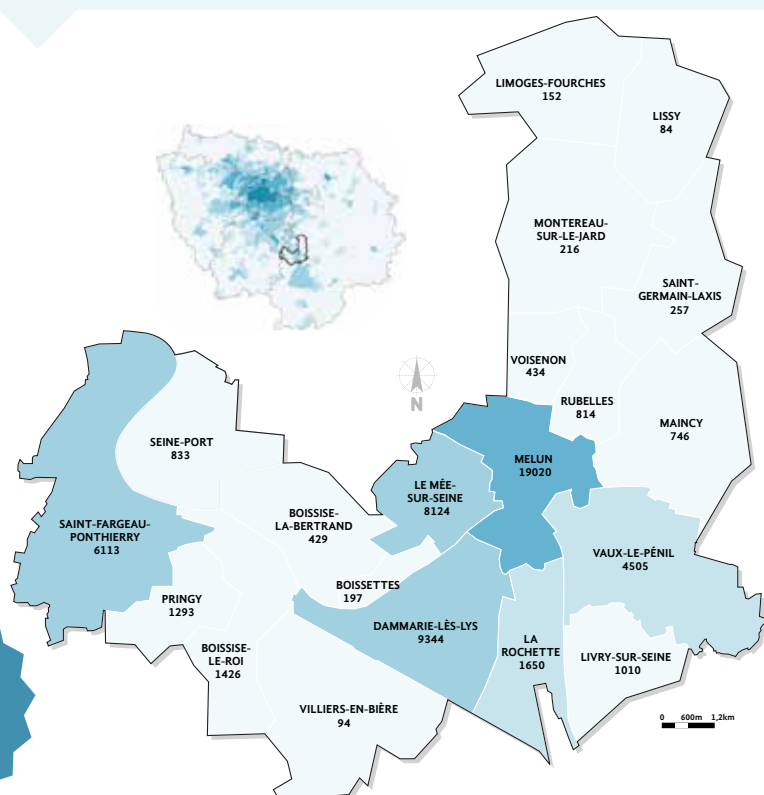 LIMOGES-FOURCHES
152
LISSY
84
MONTEREAU-
SUR-LE-JARD
216
SAINT-
GERMAIN-LAXIS
257
VOISENON
434
RUBELLES
814
MAINCY
746
N
SEINE-PORT
833
MELUN
19020
LE MÉE-
SUR-SEINE
8124
BOISSE-
LA-BERTRAND
429
SAINT-FARGEAU-
PONTHIERRY
6113
VAUX-LE-PÉNIL
4505
BOISSETTES
197
PRINGY
1293
DAMMARIE-LÈS-LYS
9344
BOISSISE-
LE-ROI
1426
LA
ROCHETTE
1650
LIVRY-SUR-SEINE
1010
VILLIERS-EN-BIÈRE
94
0 600m 1,2km